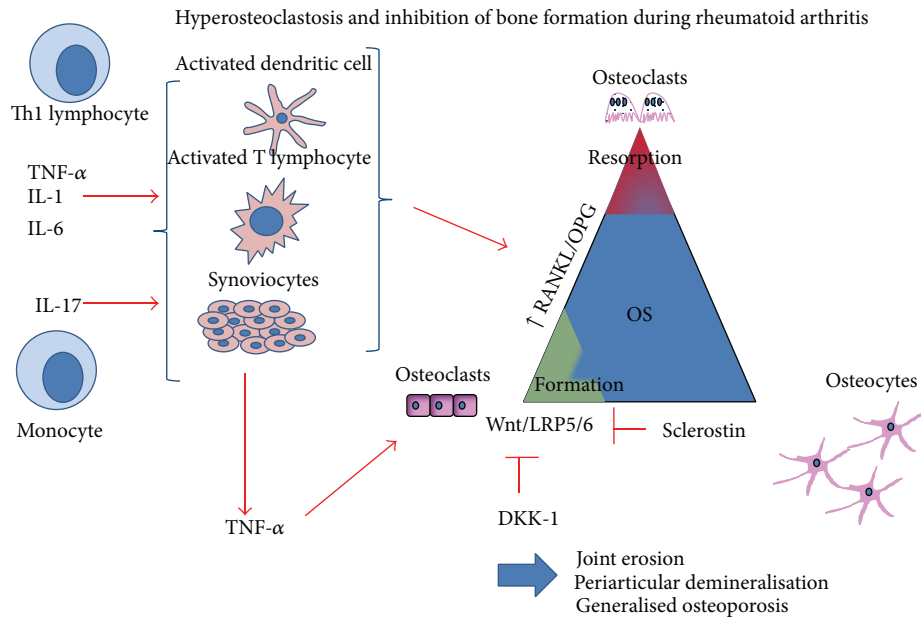 Hyperosteoclastosis and inhibition of bone formation during rheumatoid arthritis
Th1 lymphocyte
TNF-α
IL-1
IL-6
IL-17
Monocyte
Activated dendritic cell
Activated T lymphocyte
Synoviocytes
TNF-α
Osteoclasts
Resorption
↑ RANKL/OPG
OS
Formation
Osteoclasts
Wnt/LRP5/6
Sclerostin
Osteocytes
DKK-1
Joint erosion
Periarticular demineralisation
Generalised osteoporosis